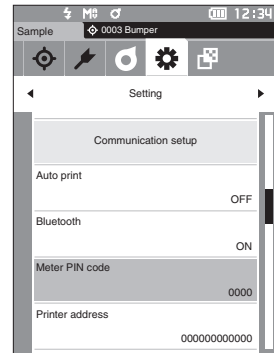 12:34
Sample
0003 Bumper
Setting
Communication setup
Auto print
OFF
Bluetooth
ON
Meter PIN code
0000
Printer address
000000000000